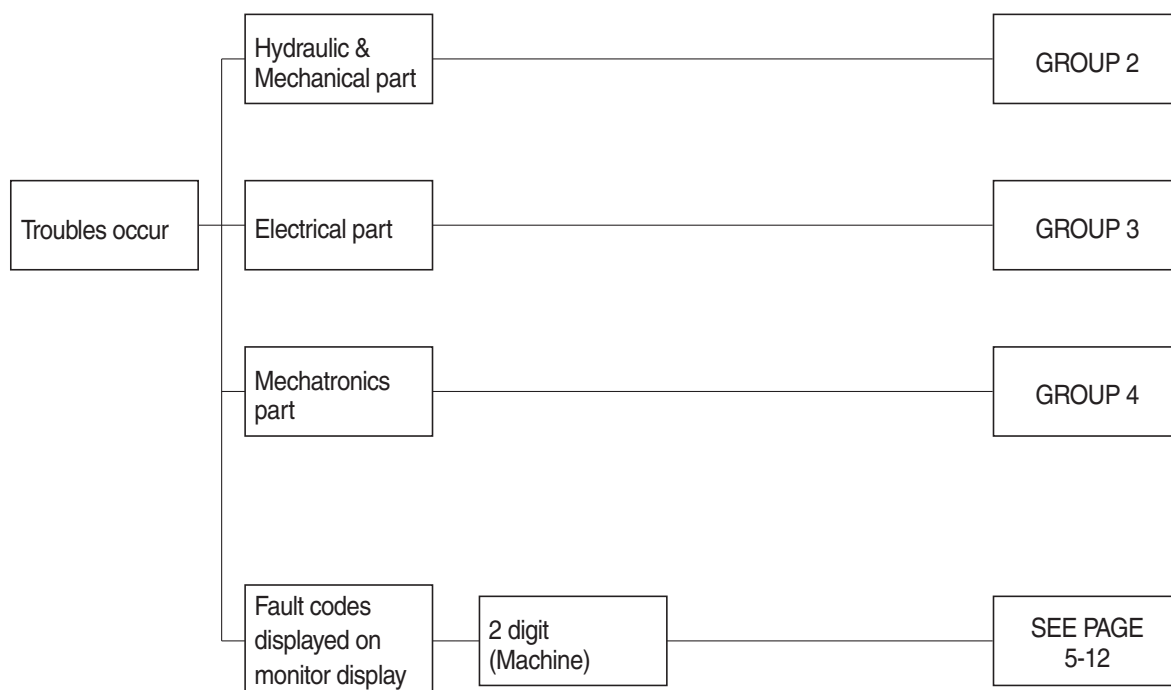 Hydraulic &
Mechanical part
GROUP 2
Troubles occur
Electrical part
GROUP 3
Mechatronics
part
GROUP 4
Fault codes
displayed on
monitor display
2 digit
(Machine)
SEE PAGE
5-12